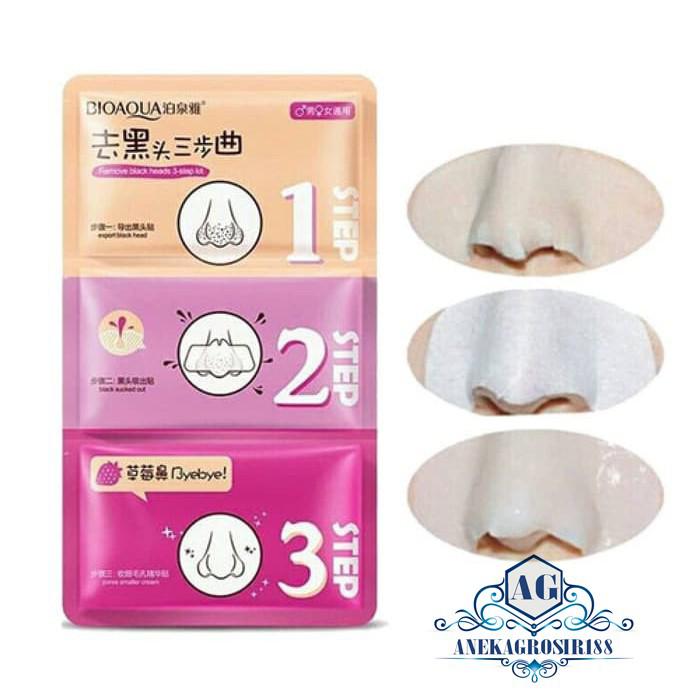 BIOAQUA泊泉雅®
♂男♀女通用
去黑头三步曲
Remove black heads 3-step kit
步骤一: 导出黑头贴
export black head
1
STEP
步骤二: 黑头吸出贴
black sucked out
2
STEP
草莓鼻 Byebye!
步骤三: 收细毛孔精华贴
pores smaller cream
3
STEP
AG
ANEKAGROSIR188